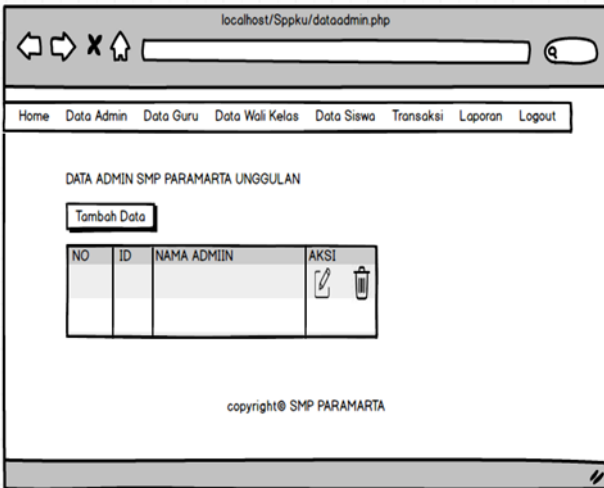 localhost/Sppku/dataadmin.php
Home Data Admin Data Guru Data Wali Kelas Data Siswa Transaksi Laporan Logout
DATA ADMIN SMP PARAMARTA UNGGULAN
Tambah Data
NO ID NAMA ADMIIN AKSI
copyright© SMP PARAMARTA